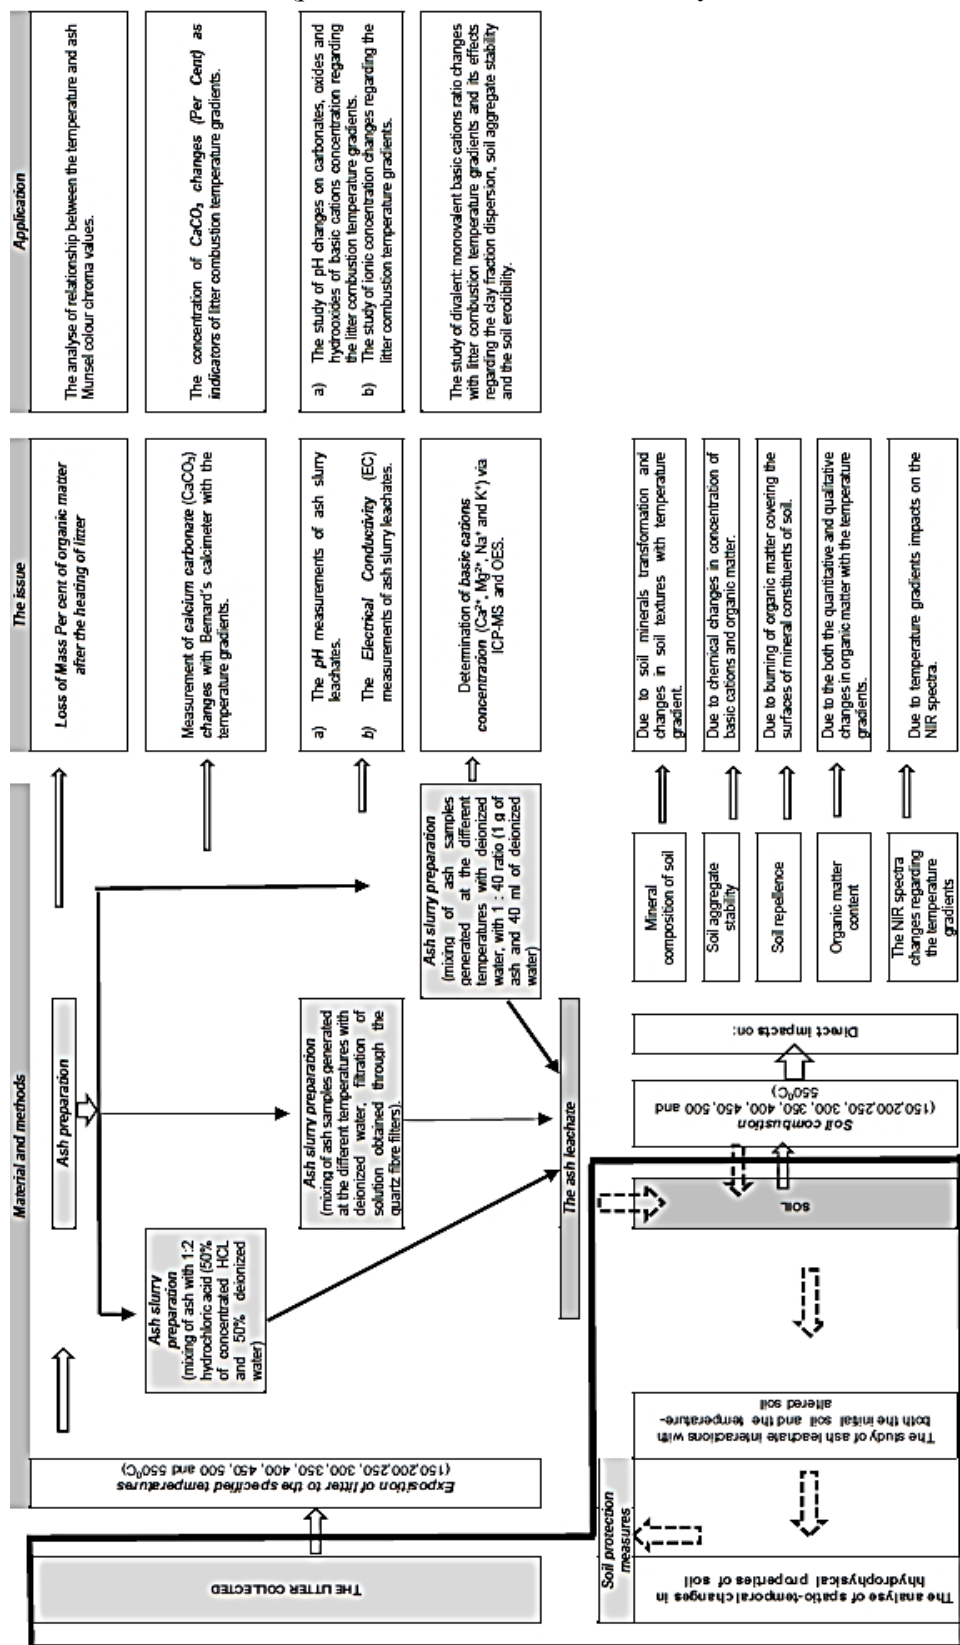 Material and methods
The issue
Application
THE LITTER COLLECTED
Exposition of litter to the specified temperatures
(150,200,250, 300, 350, 400, 450, 500 and 550⁰C)
Ash preparation
Loss of Mass Per cent of organic matter
after the heating of litter
The analyse of relationship between the temperature and ash
Munsel colour chroma values.
Ash slurry
preparation
(mixing of ash with 1:2
hydrochloric acid (50%
of concentrated HCL
and 50% deionized
water)
Measurement of calcium carbonate (CaCO₃)
changes with Bernard's calcimeter with the
temperature gradients.
The concentration of CaCO₃ changes (Per Cent) as
indicators of litter combustion temperature gradients.
Ash slurry preparation
(mixing of ash samples generated
at the different temperatures with
deionized water, filtration of
solution obtained through the
quartz fibre filters).
a) The pH measurements of ash slurry
leachates.
b) The Electrical Conductivity (EC)
measurements of ash slurry leachates.
a) The study of pH changes on carbonates, oxides and
hydrooxides of basic cations concentration regarding
the litter combustion temperature gradients.
b) The study of ionic concentration changes regarding the
litter combustion temperature gradients.
Ash slurry preparation
(mixing of ash samples
generated at the different
temperatures with deionized
water, with 1 : 40 ratio (1 g of
ash and 40 ml of deionized
water)
Determination of basic cations
concentration (Ca²⁺, Mg²⁺, Na⁺ and K⁺) via
ICP-MS and OES.
The study of divalent: monovalent basic cations ratio changes
with litter combustion temperature gradients and its effects
regarding the clay fraction dispersion, soil aggregate stability
and the soil erodibility.
The ash leachate
Soil protection
measures
The analyse of spatio-temporal changes in
hhydrophysical properties of soil
The study of ash leachate interactions with
both the initial soil and the temperature-
altered soil
SOIL
Soil combustion
(150,200,250, 300, 350, 400, 450, 500 and
550⁰C)
Direct impacts on:
Mineral
composition of soil
Due to soil minerals transformation and
changes in soil textures with temperature
gradient.
Soil aggregate
stability
Due to chemical changes in concentration of
basic cations and organic matter.
Soil repellence
Due to burning of organic matter covering the
surfaces of mineral constituents of soil.
Organic matter
content
Due to the both the quantitative and qualitative
changes in organic matter with the temperature
gradients.
The NIR spectra
changes regarding
the temperature
gradients
Due to temperature gradients impacts on the
NIR spectra.